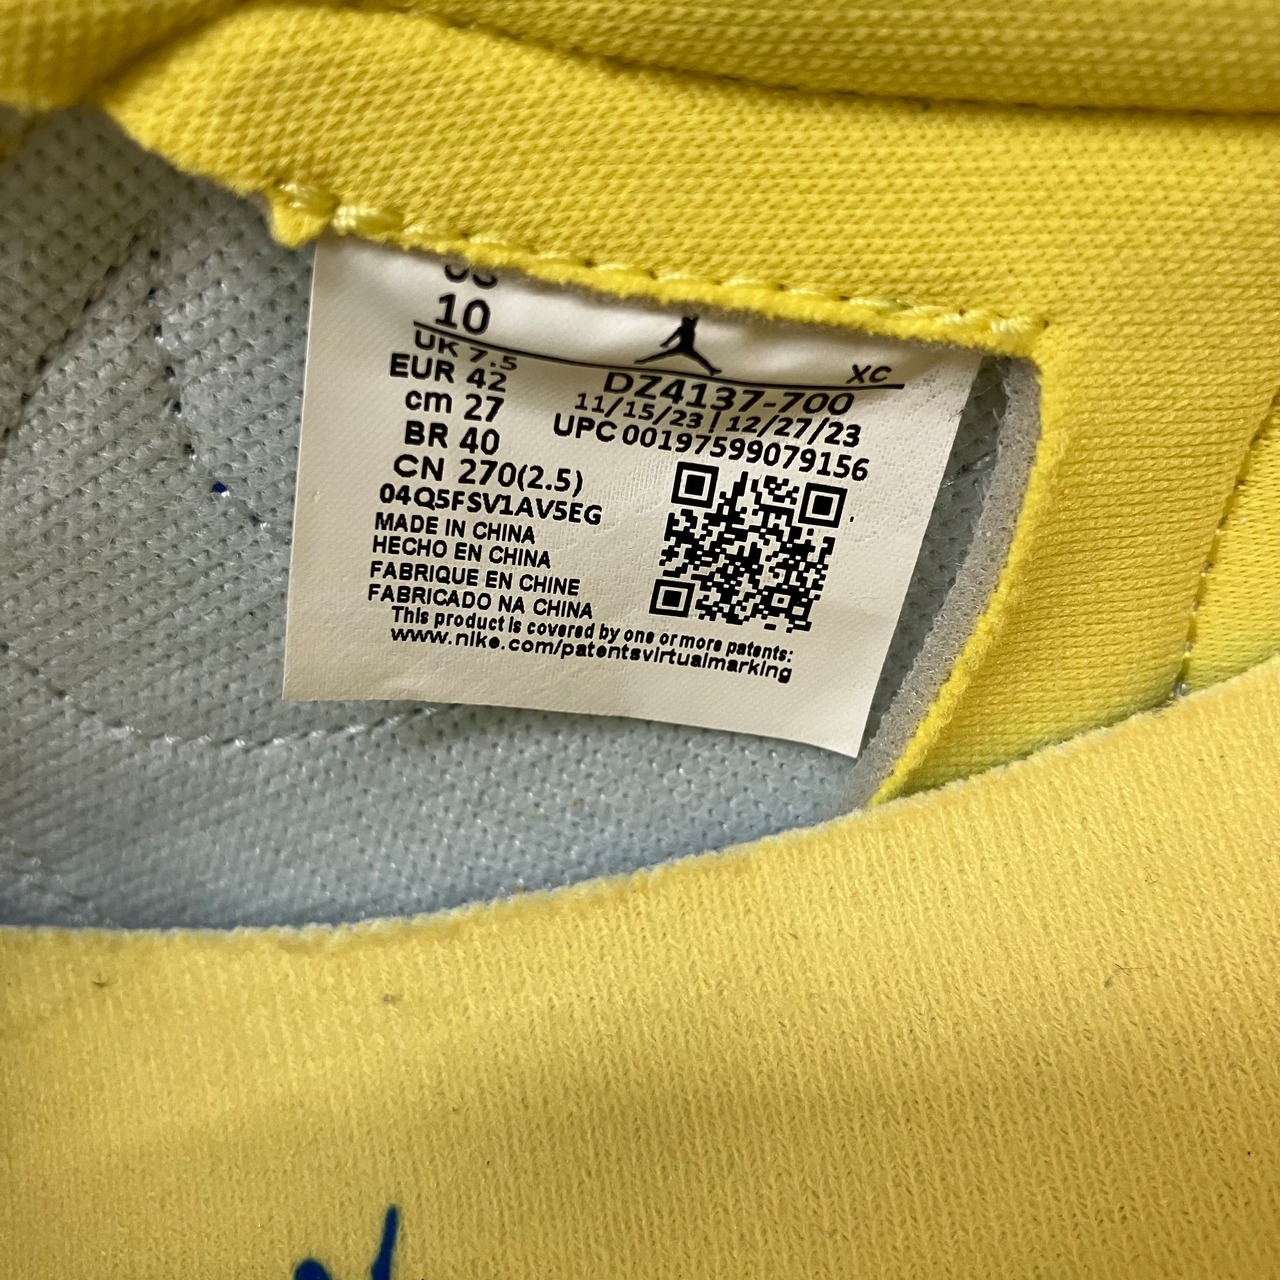 10
UK 7.5
EUR 42
cm 27
BR 40
CN 270(2.5)
04Q5FSV1AV5EG
MADE IN CHINA
HECHO EN CHINA
FABRIQUE EN CHINE
FABRICADO NA CHINA
XC
DZ4137-700
11/15/23 | 12/27/23
UPC 00197599079156
This product is covered by one or more patents:
www.nike.com/patentsvirtualmarking